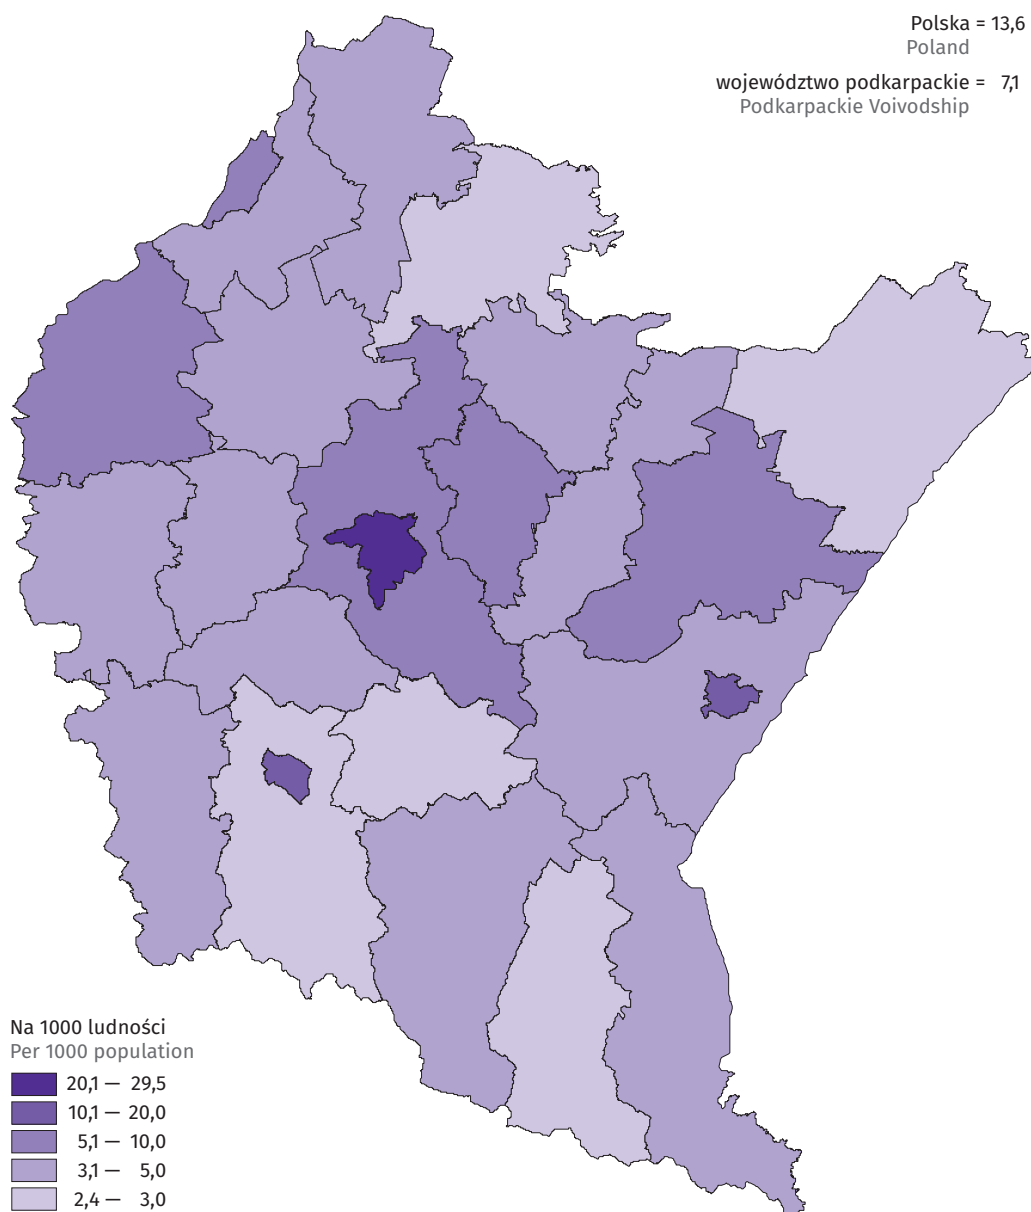 Polska = 13,6
Poland
województwo podkarpackie = 7,1
Podkarpackie Voivodship
Na 1000 ludności
Per 1000 population
20,1 — 29,5
10,1 — 20,0
5,1 — 10,0
3,1 — 5,0
2,4 — 3,0